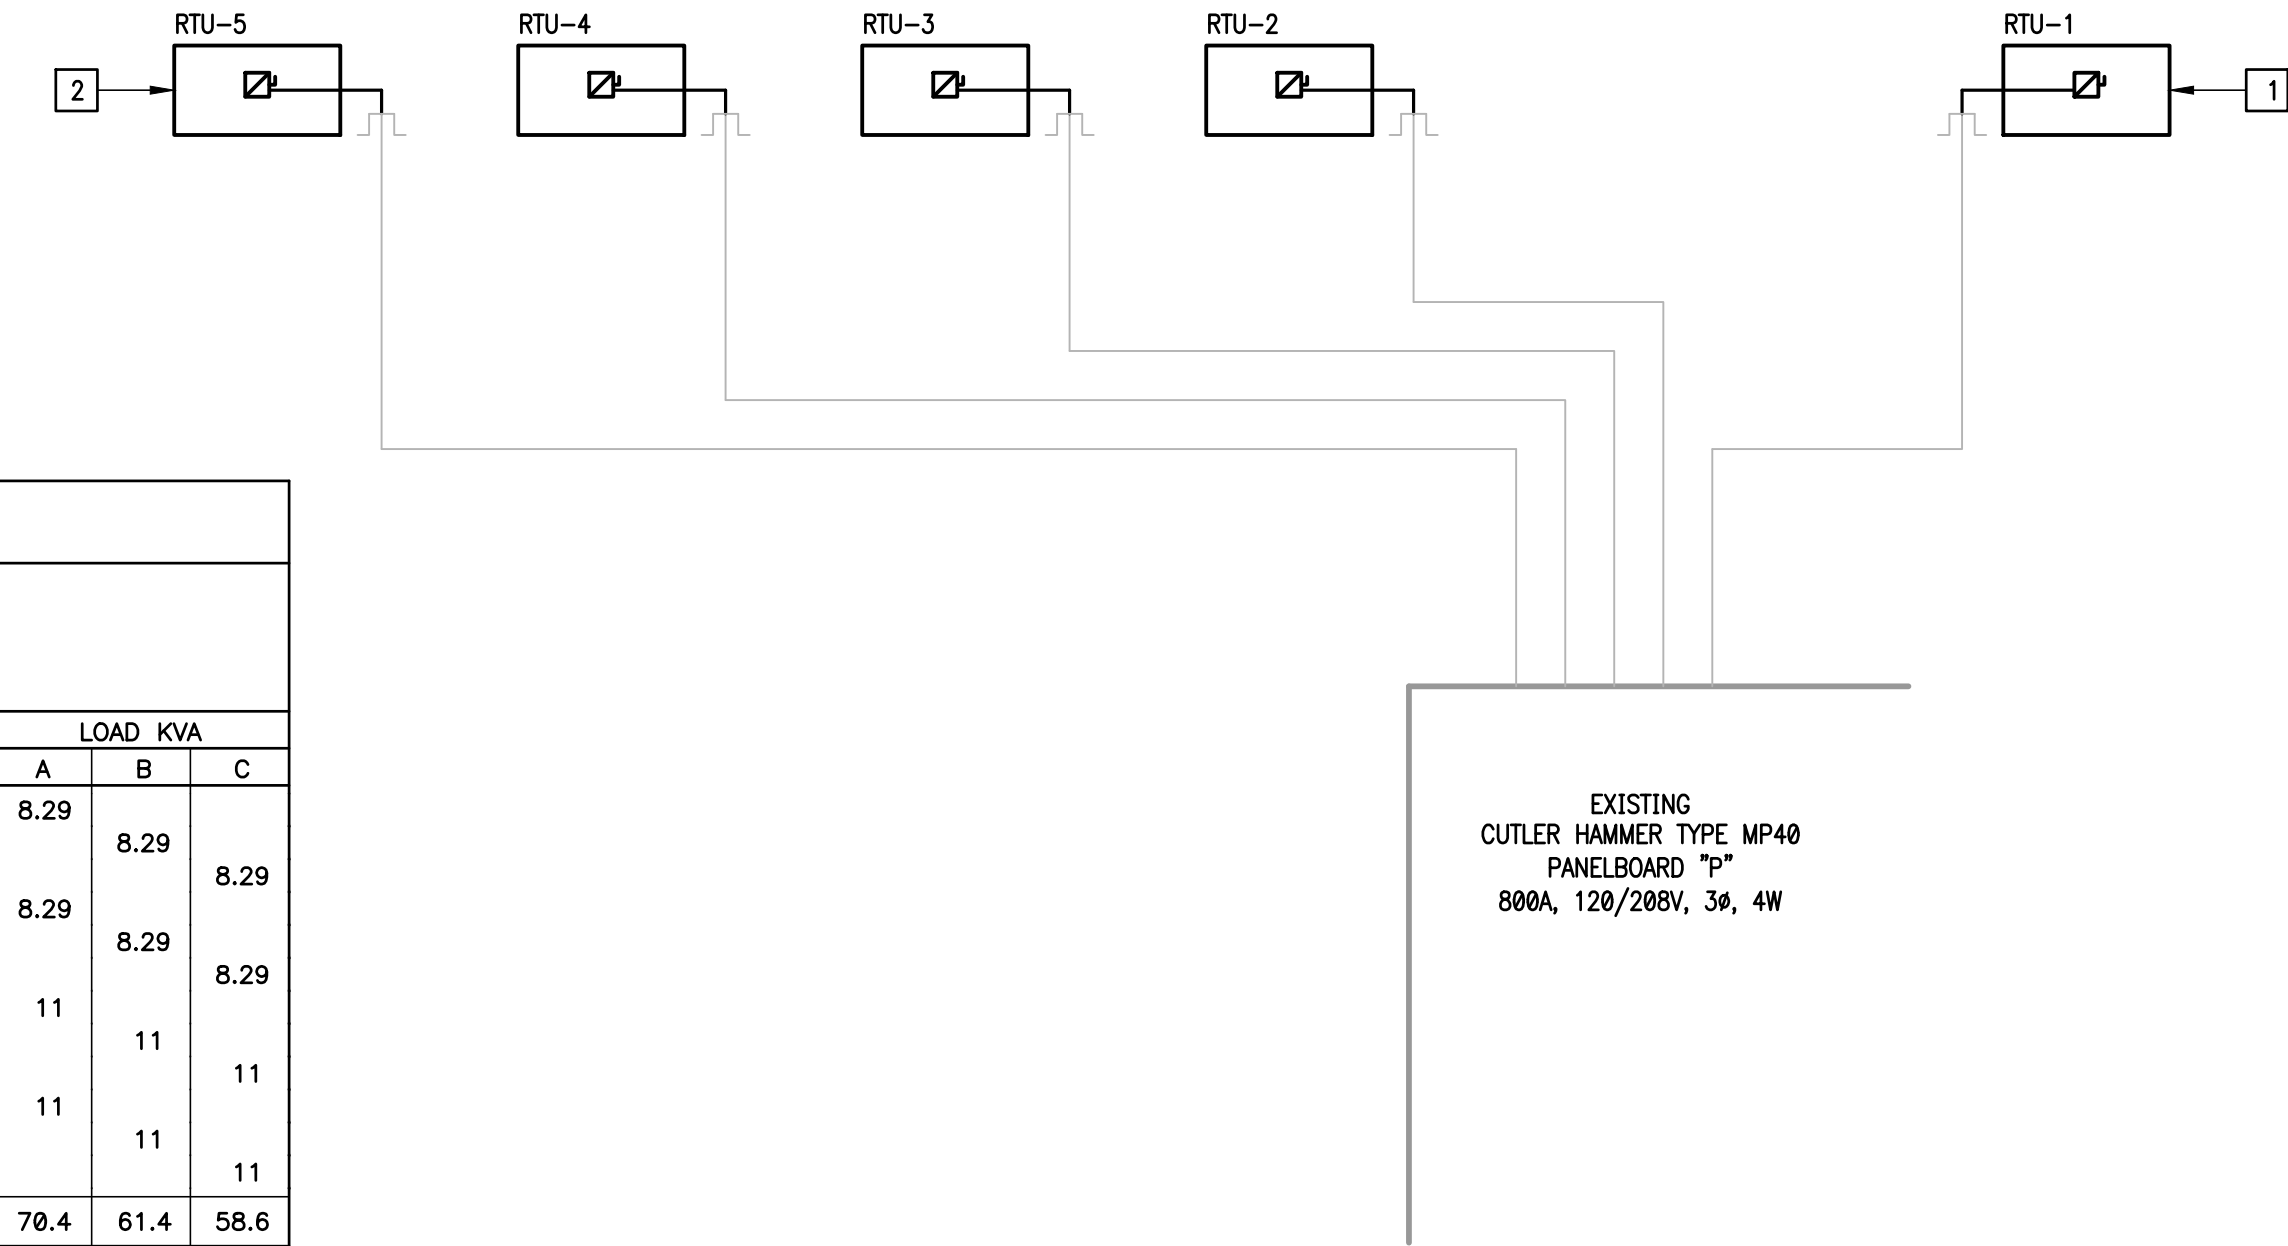 RTU-5 RTU-4 RTU-3 RTU-2 RTU-1
2 1
LOAD KVA
A B C
8.29
8.29
8.29
8.29
8.29
8.29
11
11
11
11
11
11
70.4 61.4 58.6
EXISTING
CUTLER HAMMER TYPE MP40
PANELBOARD "P"
800A, 120/208V, 3ø, 4W